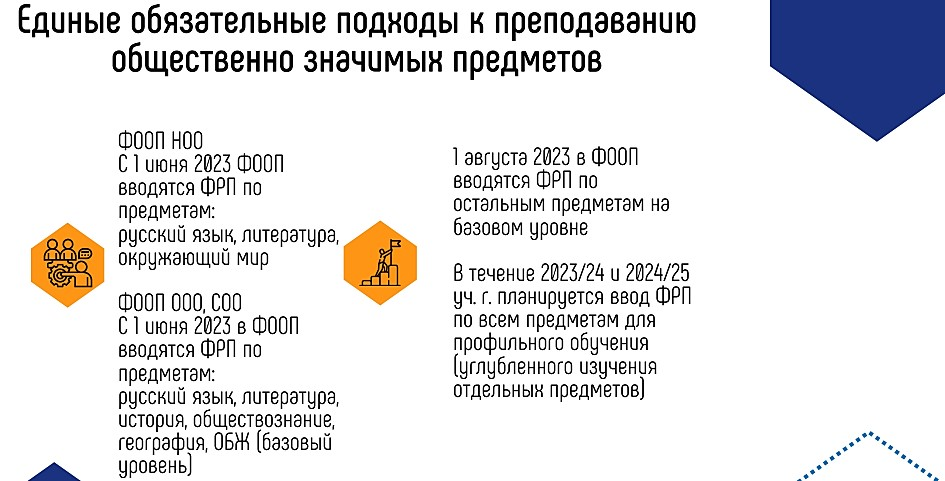 Единые обязательные подходы к преподаванию
общественно значимых предметов
ФООП НОО
С 1 июня 2023 ФООП
вводятся ФРП по
предметам:
русский язык, литература,
окружающий мир
ФООП ООО, СОО
С 1 июня 2023 в ФООП
вводятся ФРП по
предметам:
русский язык, литература,
история, обществознание,
география, ОБЖ (базовый
уровень)
1 августа 2023 в ФООП
вводятся ФРП по
остальным предметам на
базовом уровне
В течение 2023/24 и 2024/25
уч. г. планируется ввод ФРП
по всем предметам для
профильного обучения
(углубленного изучения
отдельных предметов)